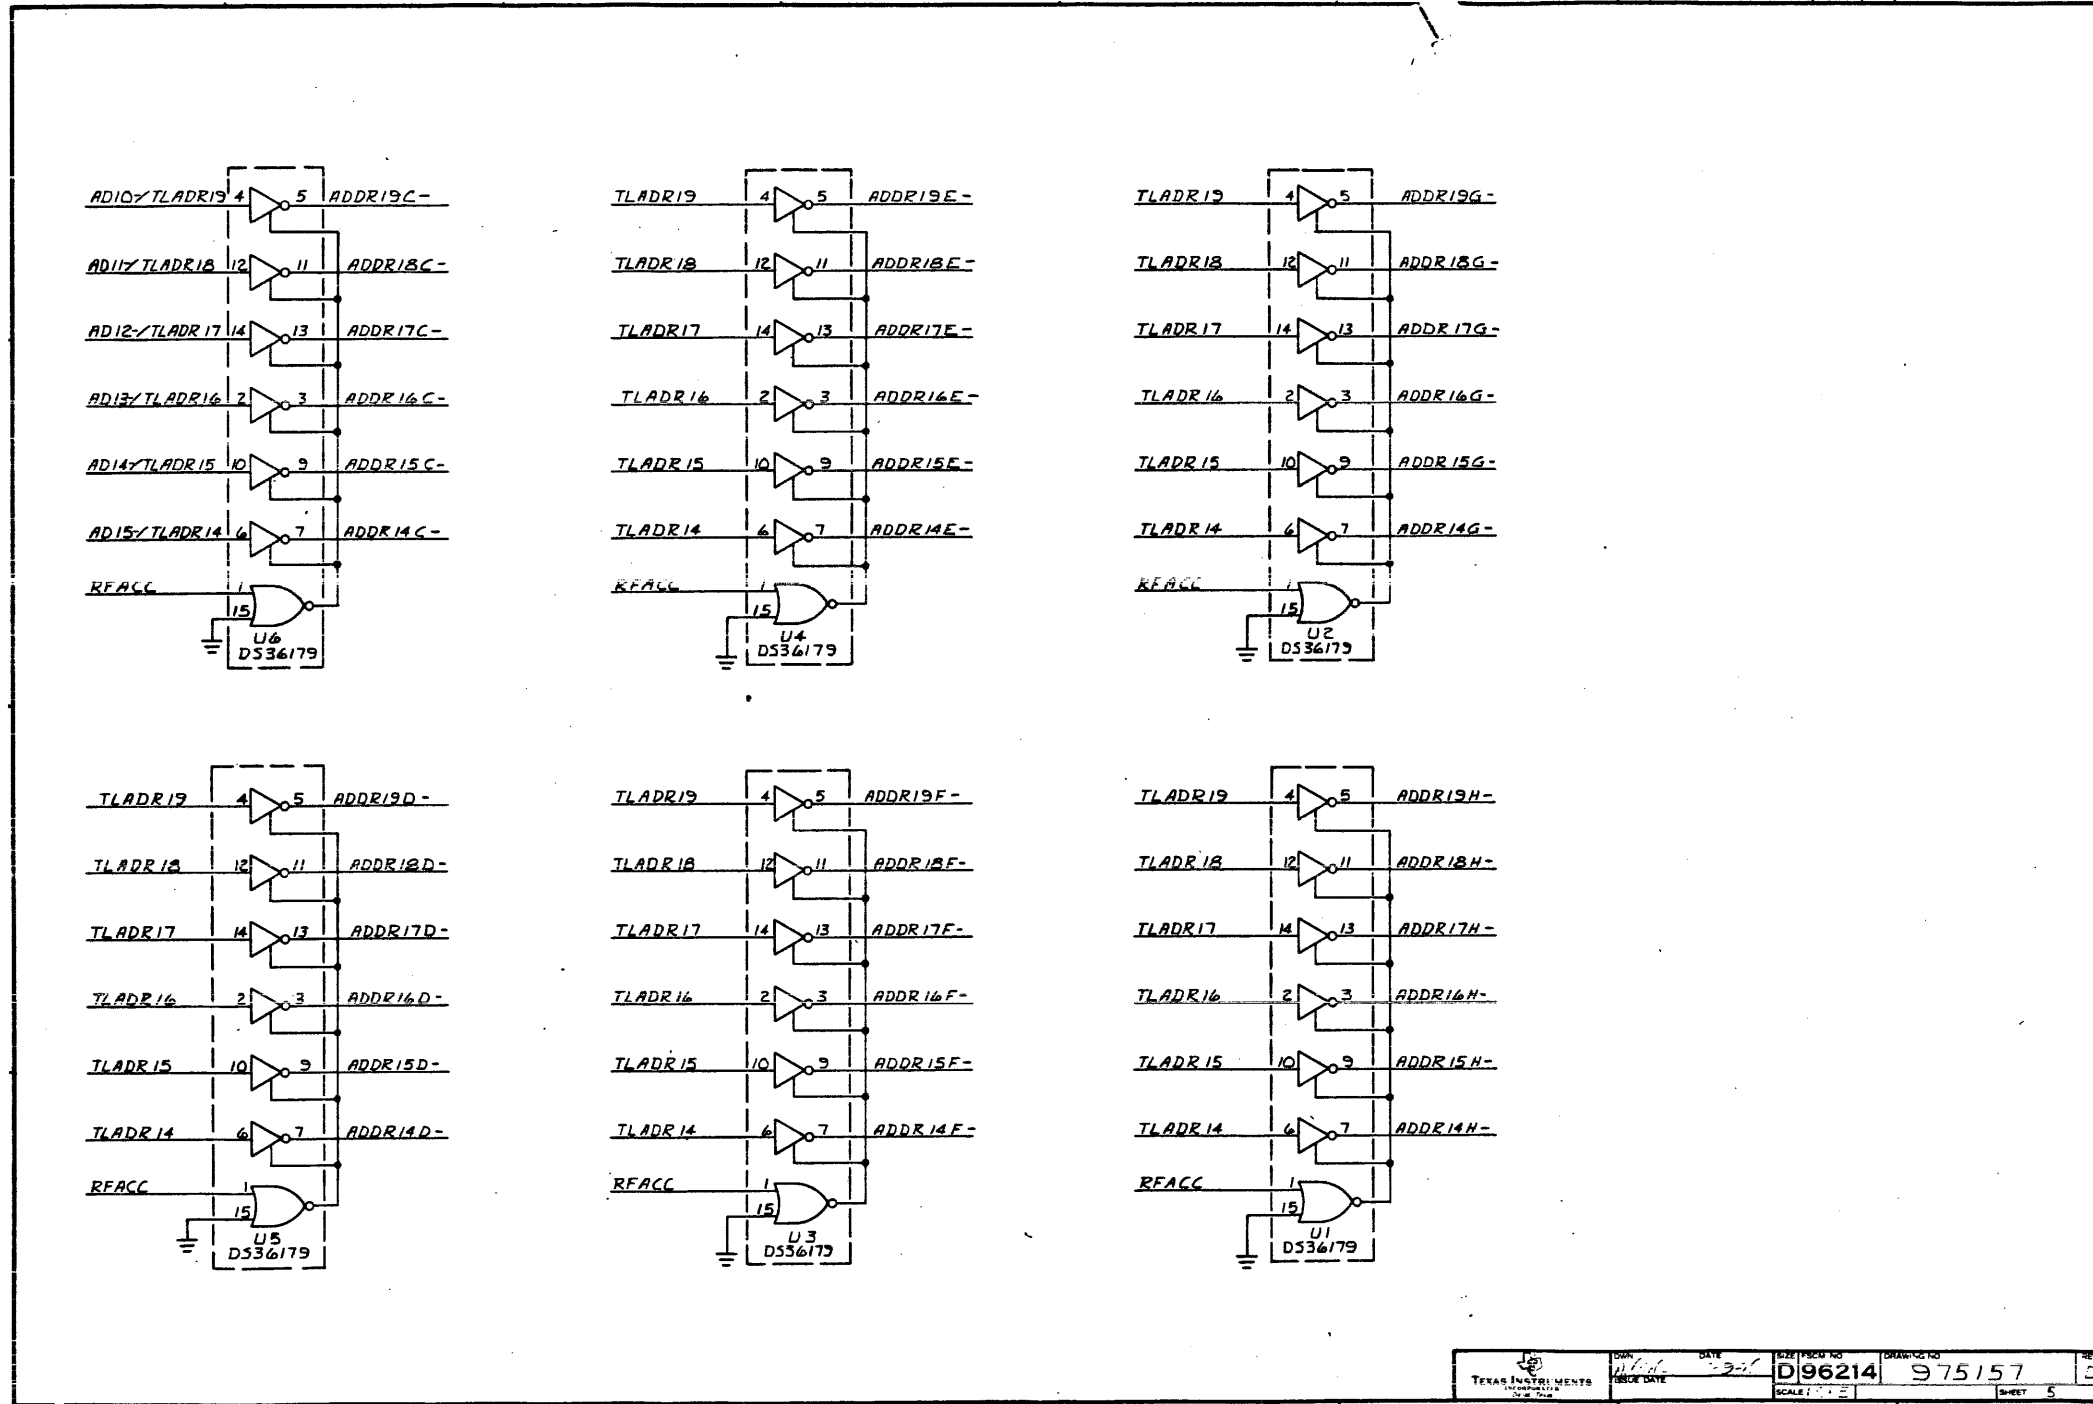 AD10-/TLADR19 4 5 ADDR19C-
AD11-/TLADR18 12 11 ADDR18C-
AD12-/TLADR17 14 13 ADDR17C-
AD13-/TLADR16 2 3 ADDR16C-
AD14-/TLADR15 10 9 ADDR15C-
AD15-/TLADR14 6 7 ADDR14C-
RFACC 1
15
U6
DS36179
TLADR19 4 5 ADDR19E-
TLADR18 12 11 ADDR18E-
TLADR17 14 13 ADDR17E-
TLADR16 2 3 ADDR16E-
TLADR15 10 9 ADDR15E-
TLADR14 6 7 ADDR14E-
RFACC 1
15
U4
DS36179
TLADR19 4 5 ADDR19G-
TLADR18 12 11 ADDR18G-
TLADR17 14 13 ADDR17G-
TLADR16 2 3 ADDR16G-
TLADR15 10 9 ADDR15G-
TLADR14 6 7 ADDR14G-
RFACC 1
15
U2
DS36179
TLADR19 4 5 ADDR19D-
TLADR18 12 11 ADDR18D-
TLADR17 14 13 ADDR17D-
TLADR16 2 3 ADDR16D-
TLADR15 10 9 ADDR15D-
TLADR14 6 7 ADDR14D-
RFACC 1
15
U5
DS36179
TLADR19 4 5 ADDR19F-
TLADR18 12 11 ADDR18F-
TLADR17 14 13 ADDR17F-
TLADR16 2 3 ADDR16F-
TLADR15 10 9 ADDR15F-
TLADR14 6 7 ADDR14F-
RFACC 1
15
U3
DS36179
TLADR19 4 5 ADDR19H-
TLADR18 12 11 ADDR18H-
TLADR17 14 13 ADDR17H-
TLADR16 2 3 ADDR16H-
TLADR15 10 9 ADDR15H-
TLADR14 6 7 ADDR14H-
RFACC 1
15
U1
DS36179
TEXAS INSTRUMENTS
INCORPORATED
DWN DATE
ISSUE DATE
SIZE FSCM NO DRAWING NO
D 96214 975157
SCALE SHEET 5